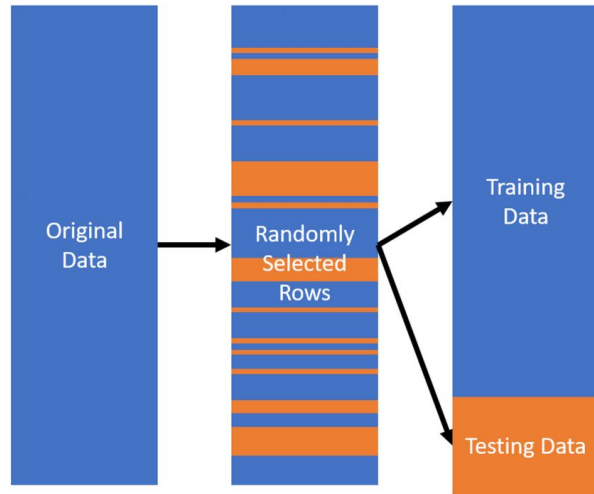 Original
Data
Randomly
Selected
Rows
Training
Data
Testing Data